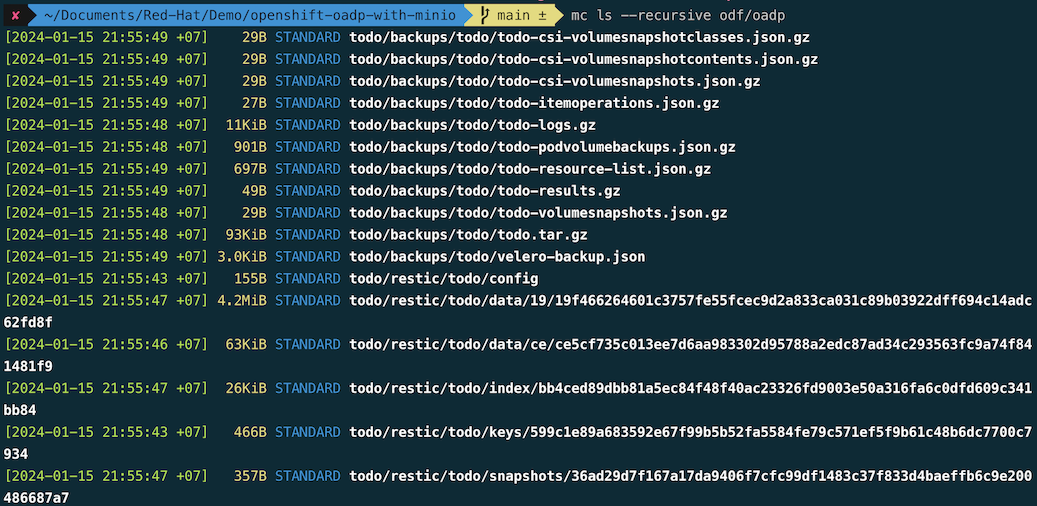 ✘ ~/Documents/Red-Hat/Demo/openshift-oadp-with-minio main ± mc ls --recursive odf/oadp
[2024-01-15 21:55:49 +07] 29B STANDARD todo/backups/todo/todo-csi-volumesnapshotclasses.json.gz
[2024-01-15 21:55:49 +07] 29B STANDARD todo/backups/todo/todo-csi-volumesnapshotcontents.json.gz
[2024-01-15 21:55:49 +07] 29B STANDARD todo/backups/todo/todo-csi-volumesnapshots.json.gz
[2024-01-15 21:55:49 +07] 27B STANDARD todo/backups/todo/todo-itemoperations.json.gz
[2024-01-15 21:55:48 +07] 11KiB STANDARD todo/backups/todo/todo-logs.gz
[2024-01-15 21:55:48 +07] 901B STANDARD todo/backups/todo/todo-podvolumebackups.json.gz
[2024-01-15 21:55:49 +07] 697B STANDARD todo/backups/todo/todo-resource-list.json.gz
[2024-01-15 21:55:49 +07] 49B STANDARD todo/backups/todo/todo-results.gz
[2024-01-15 21:55:48 +07] 29B STANDARD todo/backups/todo/todo-volumesnapshots.json.gz
[2024-01-15 21:55:48 +07] 93KiB STANDARD todo/backups/todo/todo.tar.gz
[2024-01-15 21:55:49 +07] 3.0KiB STANDARD todo/backups/todo/velero-backup.json
[2024-01-15 21:55:43 +07] 155B STANDARD todo/restic/todo/config
[2024-01-15 21:55:47 +07] 4.2MiB STANDARD todo/restic/todo/data/19/19f466264601c3757fe55fcec9d2a833ca031c89b03922dff694c14adc
62fd8f
[2024-01-15 21:55:46 +07] 63KiB STANDARD todo/restic/todo/data/ce/ce5cf735c013ee7d6aa983302d95788a2edc87ad34c293563fc9a74f84
1481f9
[2024-01-15 21:55:47 +07] 26KiB STANDARD todo/restic/todo/index/bb4ced89dbb81a5ec84f48f40ac23326fd9003e50a316fa6c0dfd609c341
bb84
[2024-01-15 21:55:43 +07] 466B STANDARD todo/restic/todo/keys/599c1e89a683592e67f99b5b52fa5584fe79c571ef5f9b61c48b6dc7700c7
934
[2024-01-15 21:55:47 +07] 357B STANDARD todo/restic/todo/snapshots/36ad29d7f167a17da9406f7cfc99df1483c37f833d4baeffb6c9e200
486687a7